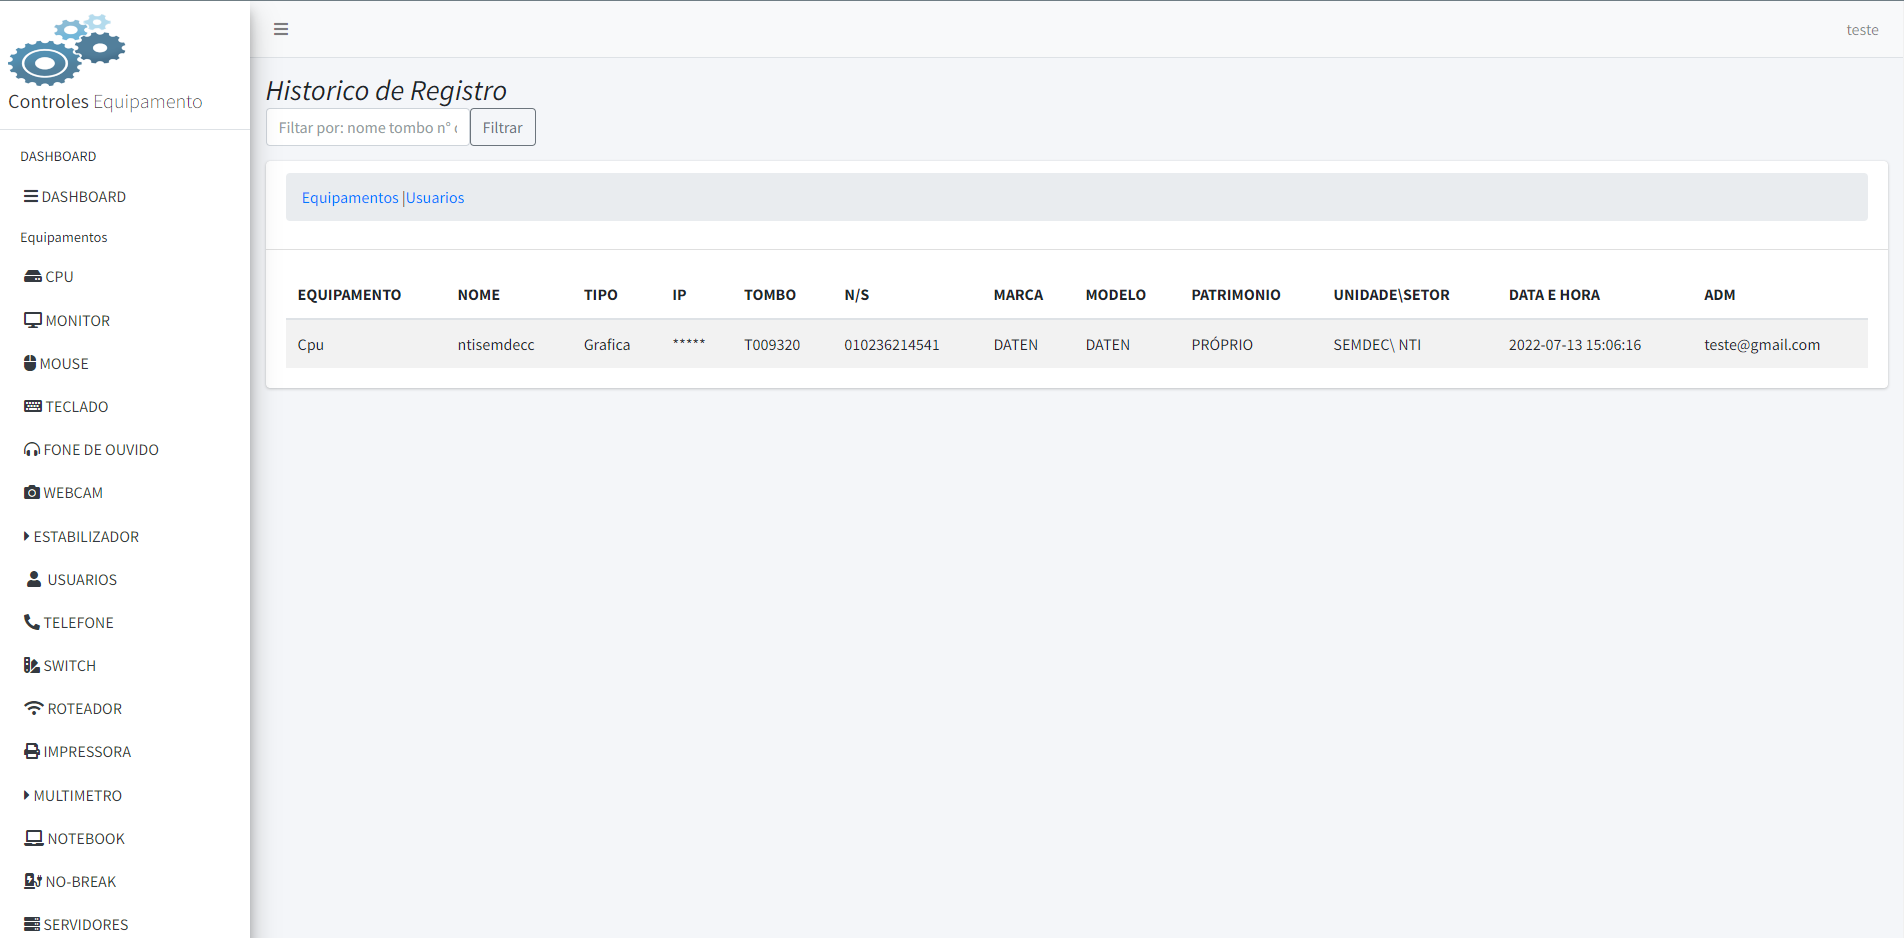 Controles Equipamento
DASHBOARD
DASHBOARD
Equipamentos
CPU
MONITOR
MOUSE
TECLADO
FONE DE OUVIDO
WEBCAM
ESTABILIZADOR
USUARIOS
TELEFONE
SWITCH
ROTEADOR
IMPRESSORA
MULTIMETRO
NOTEBOOK
NO-BREAK
SERVIDORES
teste
Historico de Registro
Filtar por: nome tombo n°
Filtrar
Equipamentos |Usuarios
EQUIPAMENTO NOME TIPO IP TOMBO N/S MARCA MODELO PATRIMONIO UNIDADE\SETOR DATA E HORA ADM
Cpu ntisemdecc Grafica ***** T009320 010236214541 DATEN DATEN PRÓPRIO SEMDEC\ NTI 2022-07-13 15:06:16 teste@gmail.com